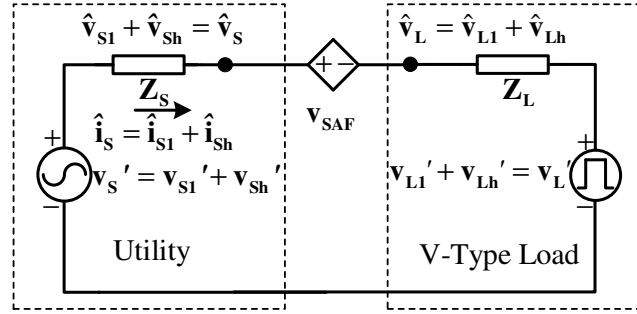 v̂S1 + v̂Sh = v̂S
v̂L = v̂L1 + v̂Lh
ZS
+ −
ZL
vSAF
îS = îS1 + îSh
+
+
vS′ = vS1′ + vSh′
vL1′ + vLh′ = vL′
−
−
Utility
V-Type Load